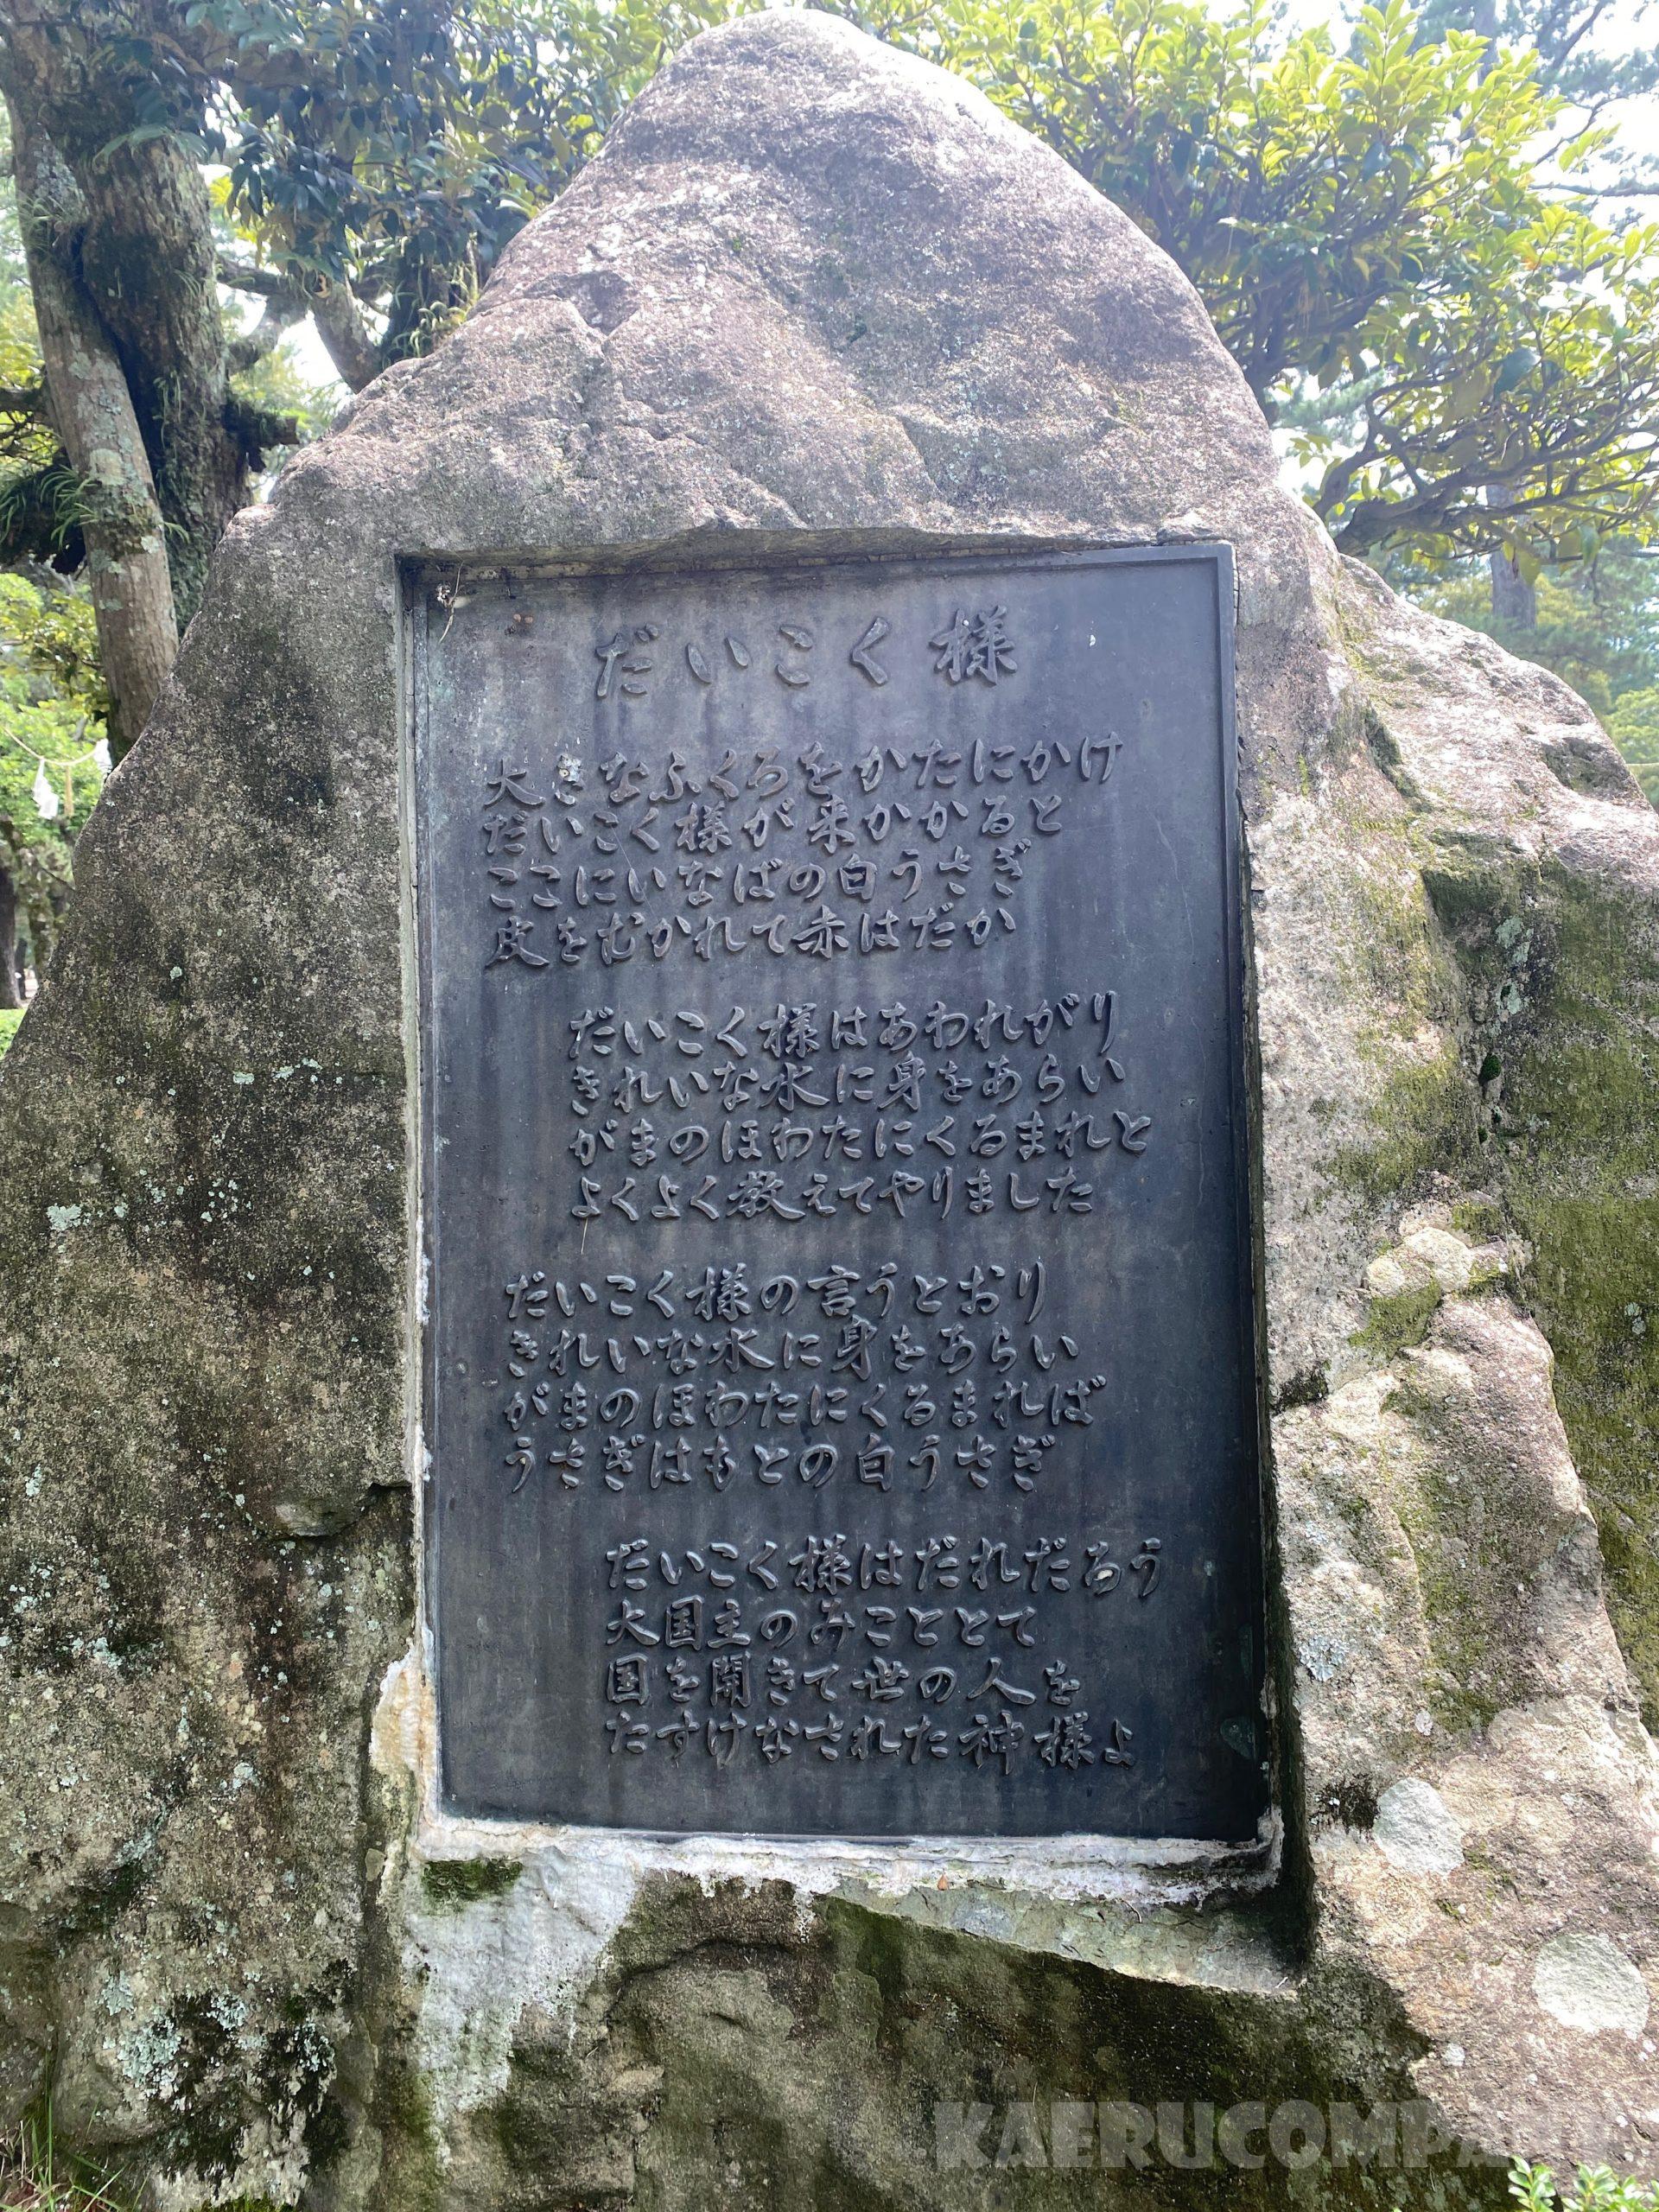 だいこく様
大きなふくろをかたにかけ
だいこく様が来かかると
ここにいなばの白うさぎ
皮をむかれて赤はだか
だいこく様はあわれがり
きれいな水に身をあらい
がまのほわたにくるまれと
よくよく教えてやりました
だいこく様の言うとおり
きれいな水に身をあらい
がまのほわたにくるまれば
うさぎはもとの白うさぎ
だいこく様はだれだろう
大国主のみこととて
国を開きて世の人を
たすけなされた神様よ
KAERUCOMPANY